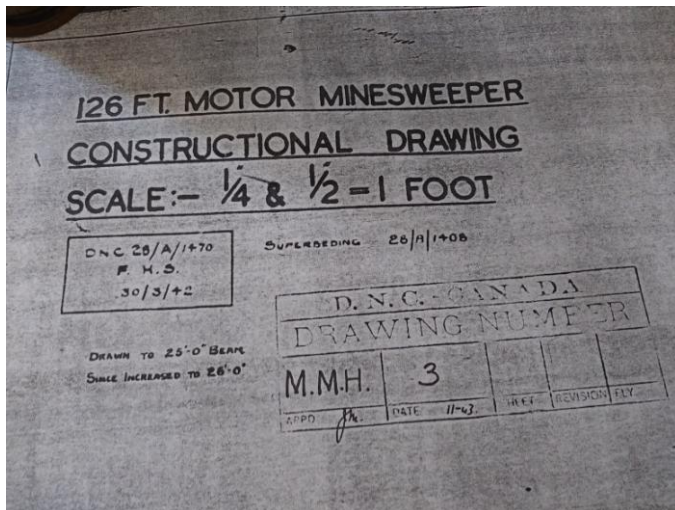 126 FT. MOTOR MINESWEEPER
CONSTRUCTIONAL DRAWING
SCALE:- 1/4" & 1/2" = 1 FOOT
D.N.C. 28/A/1470
F. H. S.
30/3/42
SUPERSEDING 28/A/1408
DRAWN TO 25'-0" BEAM
SINCE INCREASED TO 26'-0"
D. N. C. - CANADA
DRAWING NUMBER
M.M.H. 3
APPD DATE 11-43. REVISION